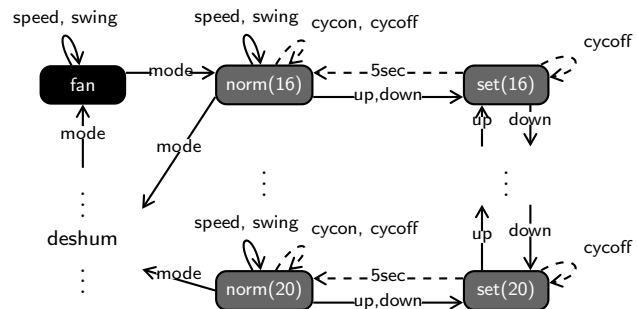 speed, swing
speed, swing
cycon, cycoff
cycoff
fan
mode
norm(16)
5sec
set(16)
up,down
mode
mode
up
down
deshum
speed, swing
cycon, cycoff
up
down
cycoff
mode
norm(20)
5sec
set(20)
up,down